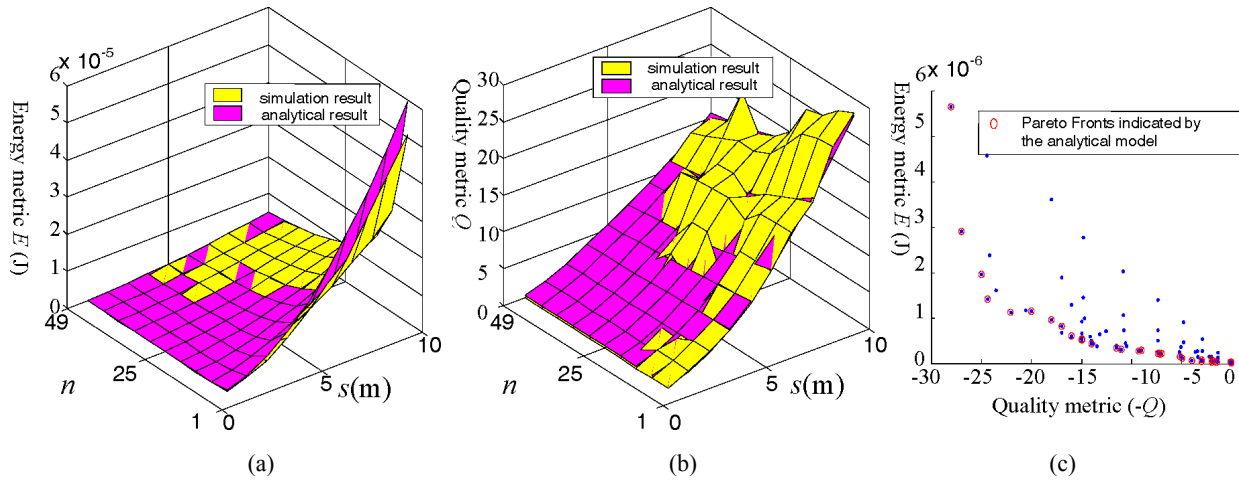 6 x 10-5
5
4
3
2
1
0
Energy metric E (J)
simulation result
analytical result
49
25
1
n
0
5
10
s(m)
(a)
30
25
20
15
10
5
0
Quality metric Q
simulation result
analytical result
49
25
1
n
0
5
10
s(m)
(b)
6 x 10-6
5
4
3
2
1
0
Energy metric E (J)
Pareto Fronts indicated by
the analytical model
-30 -25 -20 -15 -10 -5 0
Quality metric (-Q)
(c)